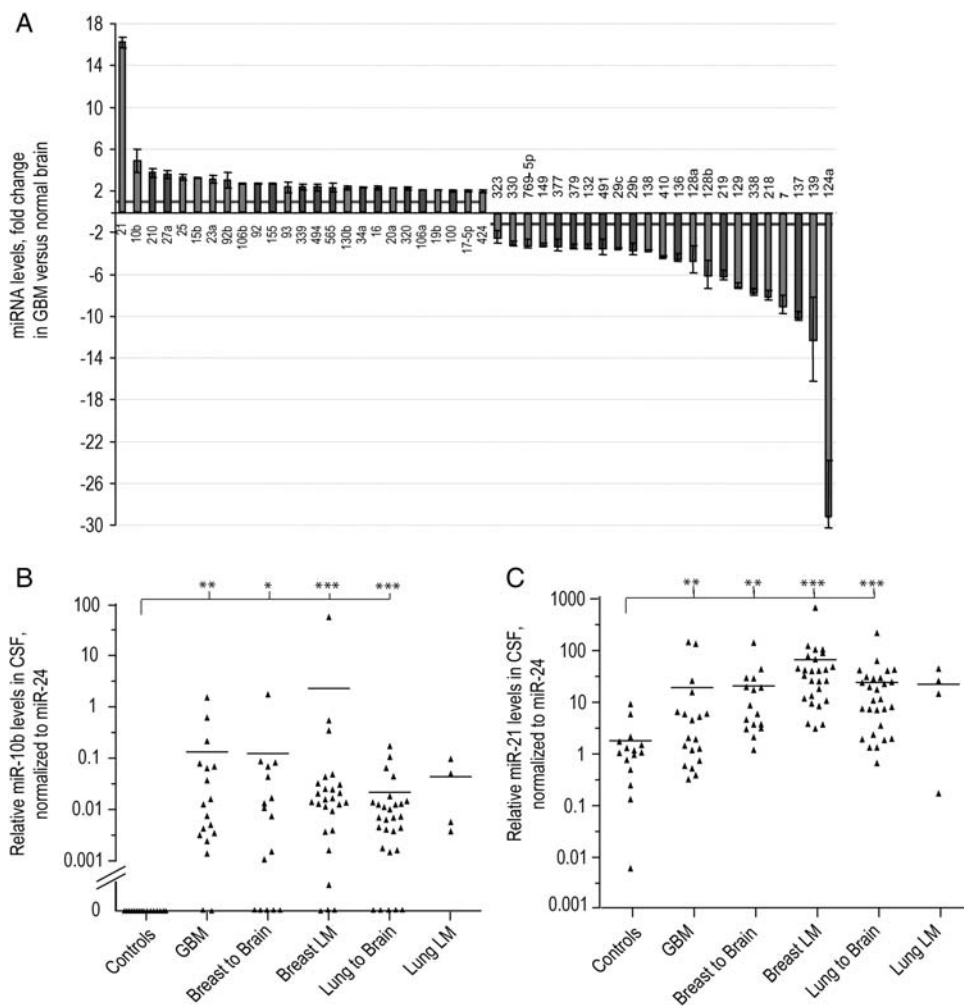 A
miRNA levels, fold change
in GBM versus normal brain
18
14
10
6
2
-2
-6
-10
-14
-18
-22
-26
-30
21
10b
210
27a
25
15b
23a
92b
106b
92
155
93
339
494
565
130b
34a
16
20a
320
106a
19b
100
17-5p
424
323
330
769-5p
149
377
379
132
491
29c
29b
138
410
136
128a
128b
219
129
338
218
7
137
139
124a
B
Relative miR-10b levels in CSF,
normalized to miR-24
** * *** ***
100
10
1
0.1
0.01
0.001
0
Controls
GBM
Breast to Brain
Breast LM
Lung to Brain
Lung LM
C
Relative miR-21 levels in CSF,
normalized to miR-24
** ** *** ***
1000
100
10
1
0.1
0.01
0.001
Controls
GBM
Breast to Brain
Breast LM
Lung to Brain
Lung LM